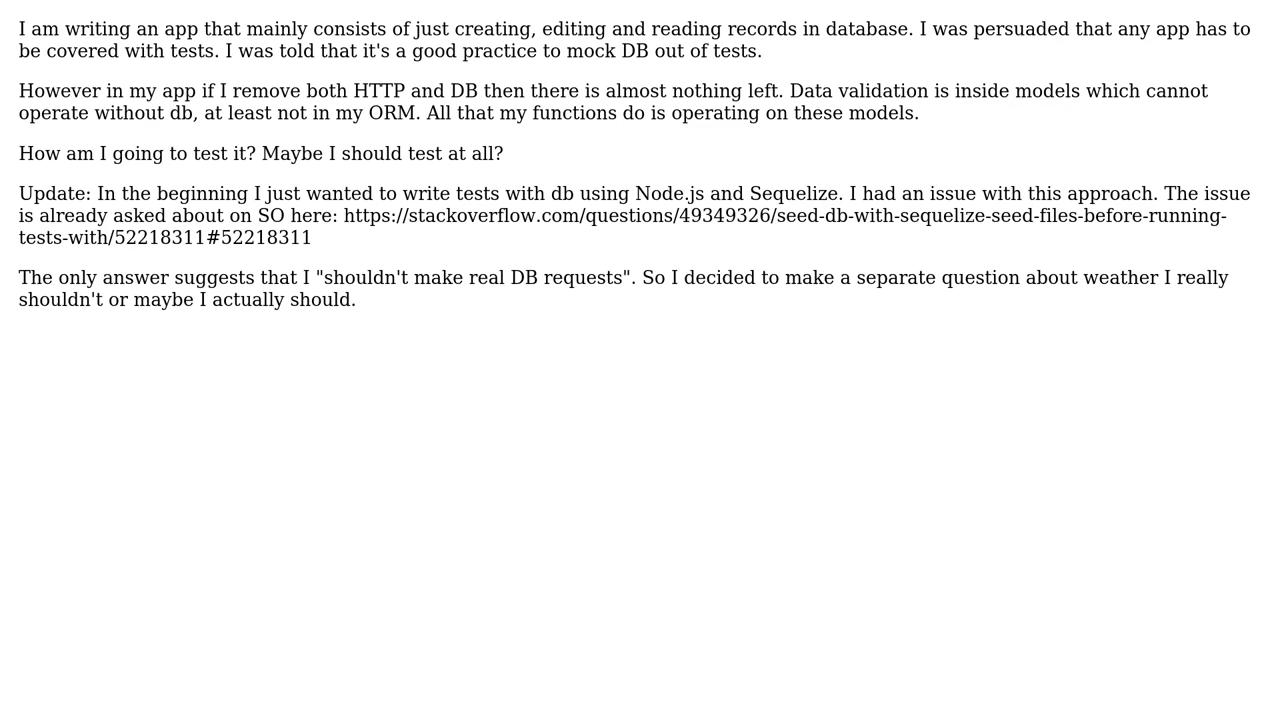 I am writing an app that mainly consists of just creating, editing and reading records in database. I was persuaded that any app has to
be covered with tests. I was told that it's a good practice to mock DB out of tests.
However in my app if I remove both HTTP and DB then there is almost nothing left. Data validation is inside models which cannot
operate without db, at least not in my ORM. All that my functions do is operating on these models.
How am I going to test it? Maybe I should test at all?
Update: In the beginning I just wanted to write tests with db using Node.js and Sequelize. I had an issue with this approach. The issue
is already asked about on SO here: https://stackoverflow.com/questions/49349326/seed-db-with-sequelize-seed-files-before-running-
tests-with/52218311#52218311
The only answer suggests that I "shouldn't make real DB requests". So I decided to make a separate question about weather I really
shouldn't or maybe I actually should.